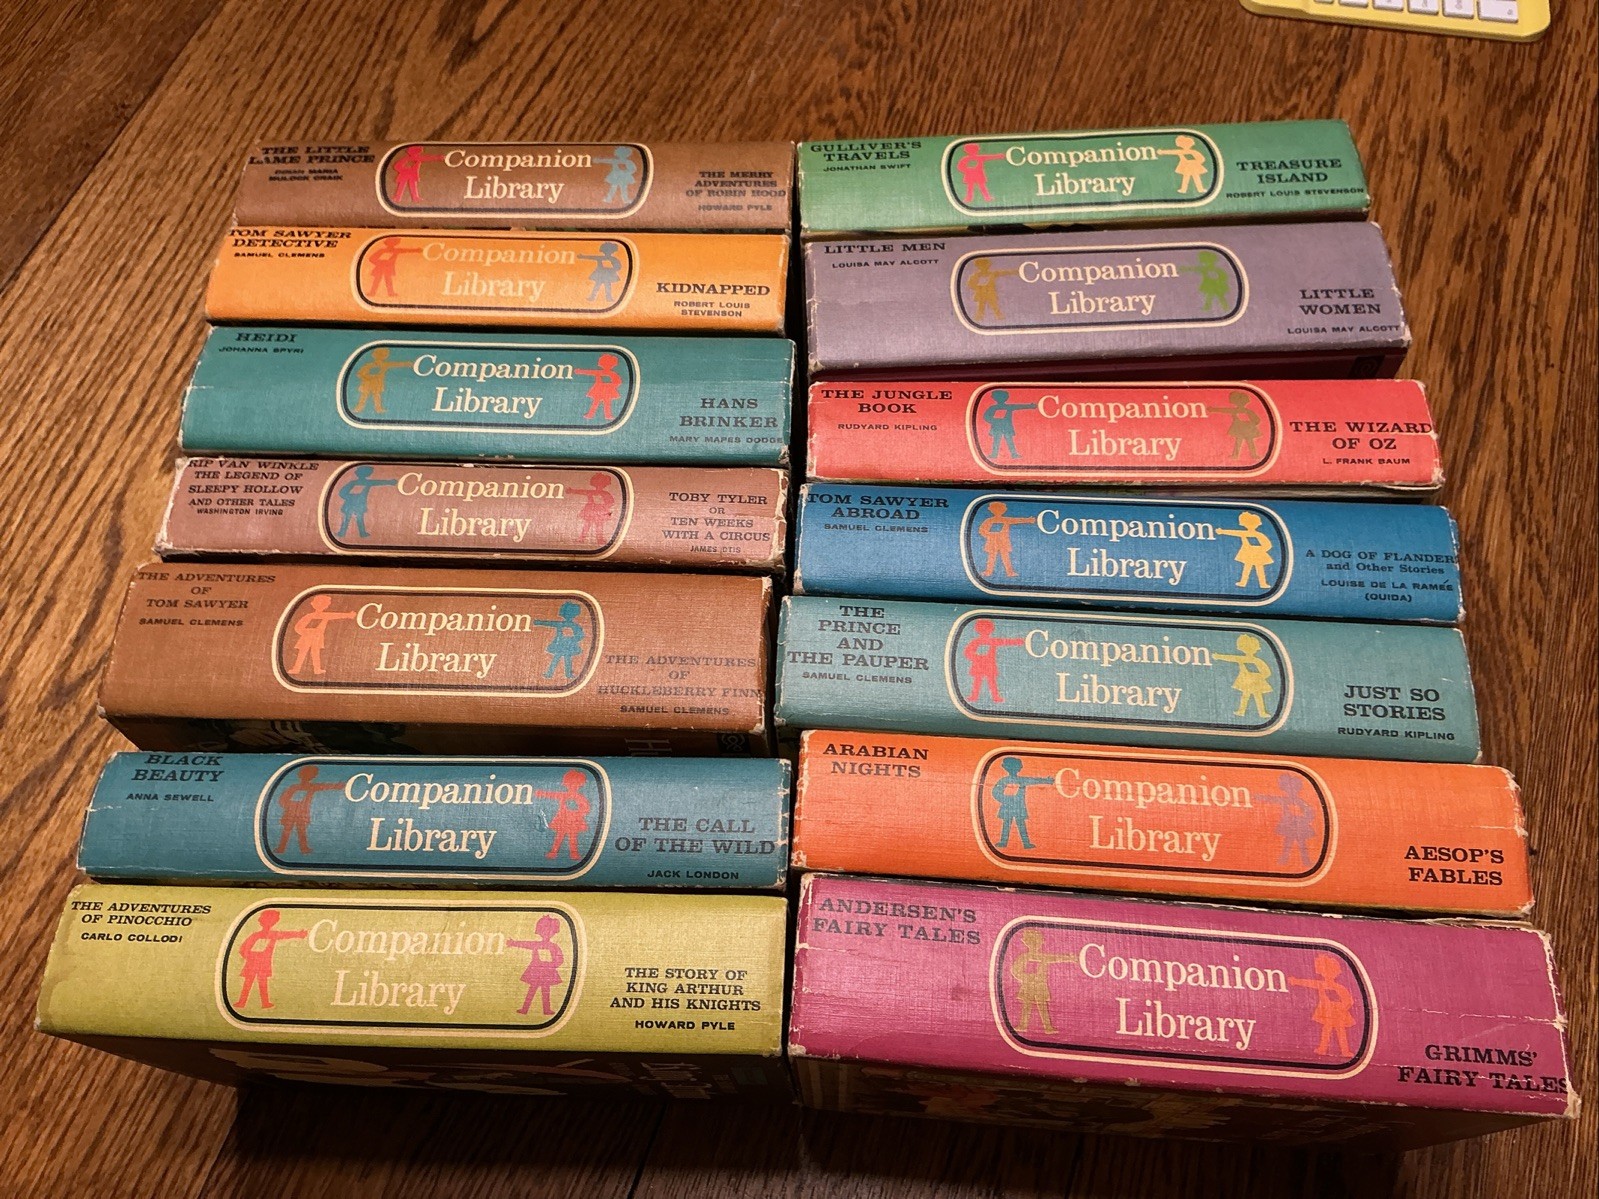 THE LITTLE
LAME PRINCE
DINAH MARIA
MULOCK CRAIK
Companion
Library
THE MERRY
ADVENTURES
OF ROBIN HOOD
HOWARD PYLE
TOM SAWYER
DETECTIVE
SAMUEL CLEMENS
Companion
Library
KIDNAPPED
ROBERT LOUIS
STEVENSON
HEIDI
JOHANNA SPYRI
Companion
Library
HANS
BRINKER
MARY MAPES DODGE
RIP VAN WINKLE
THE LEGEND OF
SLEEPY HOLLOW
AND OTHER TALES
WASHINGTON IRVING
Companion
Library
TOBY TYLER
OR
TEN WEEKS
WITH A CIRCUS
JAMES OTIS
THE ADVENTURES
OF
TOM SAWYER
SAMUEL CLEMENS
Companion
Library
THE ADVENTURES
OF
HUCKLEBERRY FINN
SAMUEL CLEMENS
BLACK
BEAUTY
ANNA SEWELL
Companion
Library
THE CALL
OF THE WILD
JACK LONDON
THE ADVENTURES
OF PINOCCHIO
CARLO COLLODI
Companion
Library
THE STORY OF
KING ARTHUR
AND HIS KNIGHTS
HOWARD PYLE
GULLIVER'S
TRAVELS
JONATHAN SWIFT
Companion
Library
TREASURE
ISLAND
ROBERT LOUIS STEVENSON
LITTLE MEN
LOUISA MAY ALCOTT
Companion
Library
LITTLE
WOMEN
LOUISA MAY ALCOTT
THE JUNGLE
BOOK
RUDYARD KIPLING
Companion
Library
THE WIZARD
OF OZ
L. FRANK BAUM
TOM SAWYER
ABROAD
SAMUEL CLEMENS
Companion
Library
A DOG OF FLANDER
and Other Stories
LOUISE DE LA RAMÉE
(OUIDA)
THE
PRINCE
AND
THE PAUPER
SAMUEL CLEMENS
Companion
Library
JUST SO
STORIES
RUDYARD KIPLING
ARABIAN
NIGHTS
Companion
Library
AESOP'S
FABLES
ANDERSEN'S
FAIRY TALES
Companion
Library
GRIMMS'
FAIRY TALES